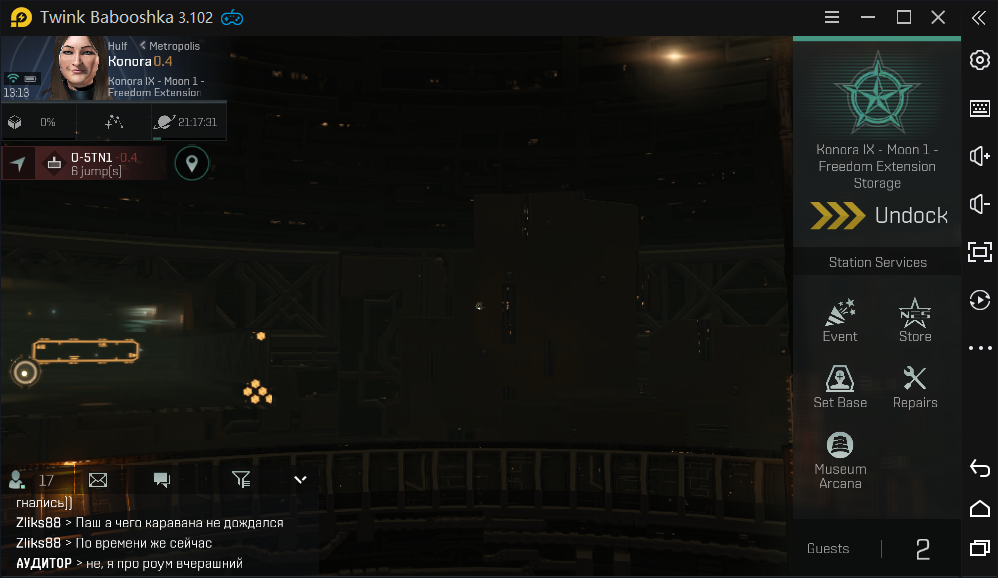 Twink Babooshka 3.102
Hulf < Metropolis
Konora 0.4
Konora IX - Moon 1 -
Freedom Extension
13:13
0%
21:17:31
0-5TN1 -0.4
6 jump(s)
Konora IX - Moon 1 -
Freedom Extension
Storage
Undock
Station Services
Event
Store
Set Base
Repairs
Museum
Arcana
Guests
2
17
гнались))
Zliks88 > Паш а чего каравана не дождался
Zliks88 > По времени же сейчас
АУДИТОР > не, я про роум вчерашний